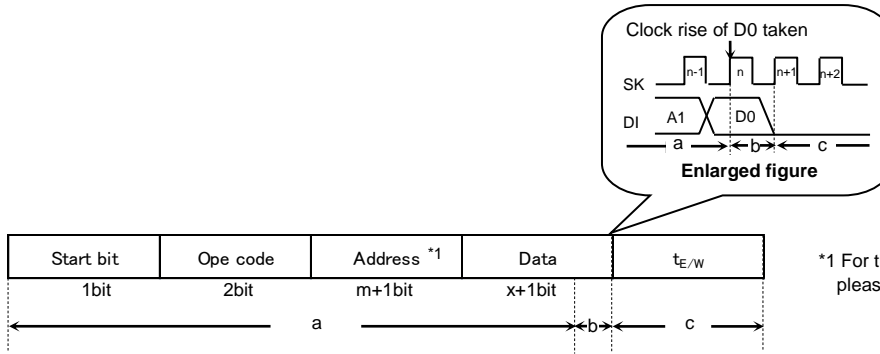 Clock rise of D0 taken
SK n-1 n n+1 n+2
DI A1 D0
a b c
Enlarged figure
Start bit Ope code Address *1 Data tE/W
1bit 2bit m+1bit x+1bit
a b c
*1 For t
pleas